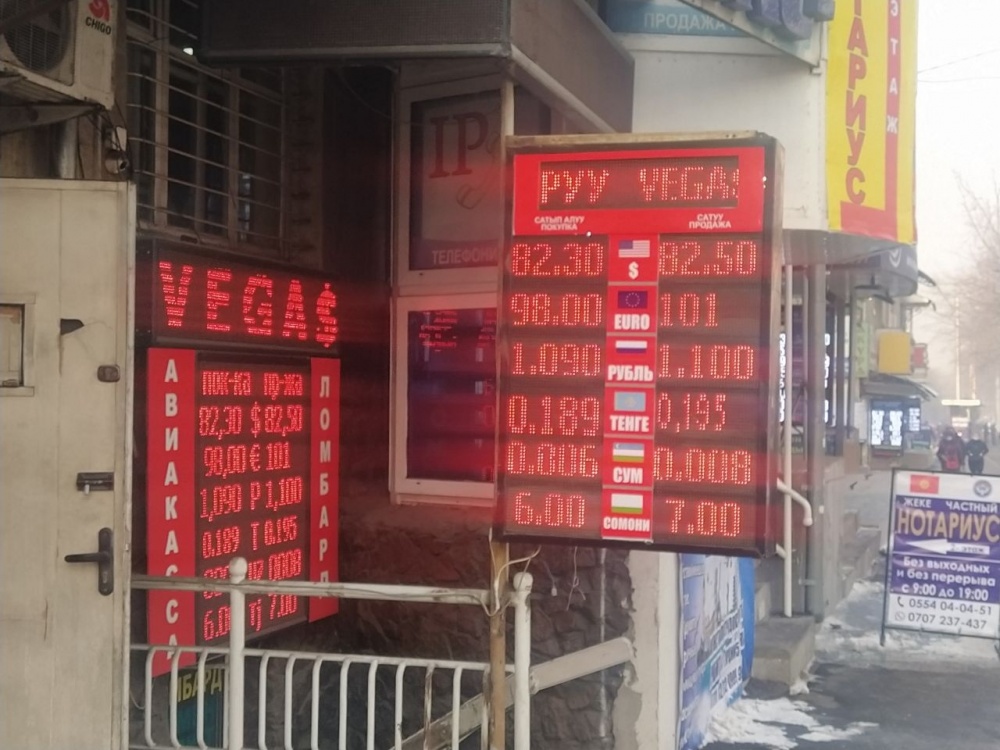 CHIGO
ПРОДАЖА
ТАРИУС
ЭТАЖ
VEGA$
АВИАКАССА
ЛОМБАРД
пок-ка пр-жа
82,30 $ 82,50
98,00 € 101
1,090 Р 1,100
0.189 Т 0.195
0.008
7.00
IP
ТЕЛЕФОНИ
РУУ VEGAS
САТЫП АЛУУ САТУУ
ПОКУПКА ПРОДАЖА
82.30 $ 82.50
98.00 EURO 101
1.090 РУБЛЬ 1.100
0.189 ТЕНГЕ 0,195
0.006 СУМ 0.008
6.00 СОМОНИ 7.00
ЖЕКЕ ЧАСТНЫЙ
НОТАРИУС
этаж
Без выходных
и без перерыва
с 9:00 до 19:00
0554 04-04-51
0707 237-437